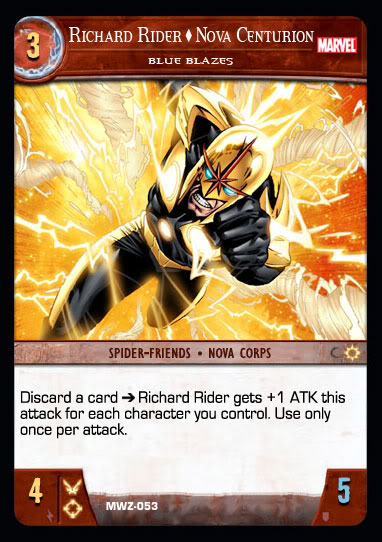 3
Richard Rider ♦ Nova Centurion
MARVEL
Blue Blazes
SPIDER-FRIENDS • NOVA CORPS
C
Discard a card ➔ Richard Rider gets +1 ATK this
attack for each character you control. Use only
once per attack.
4
MWZ-053
5